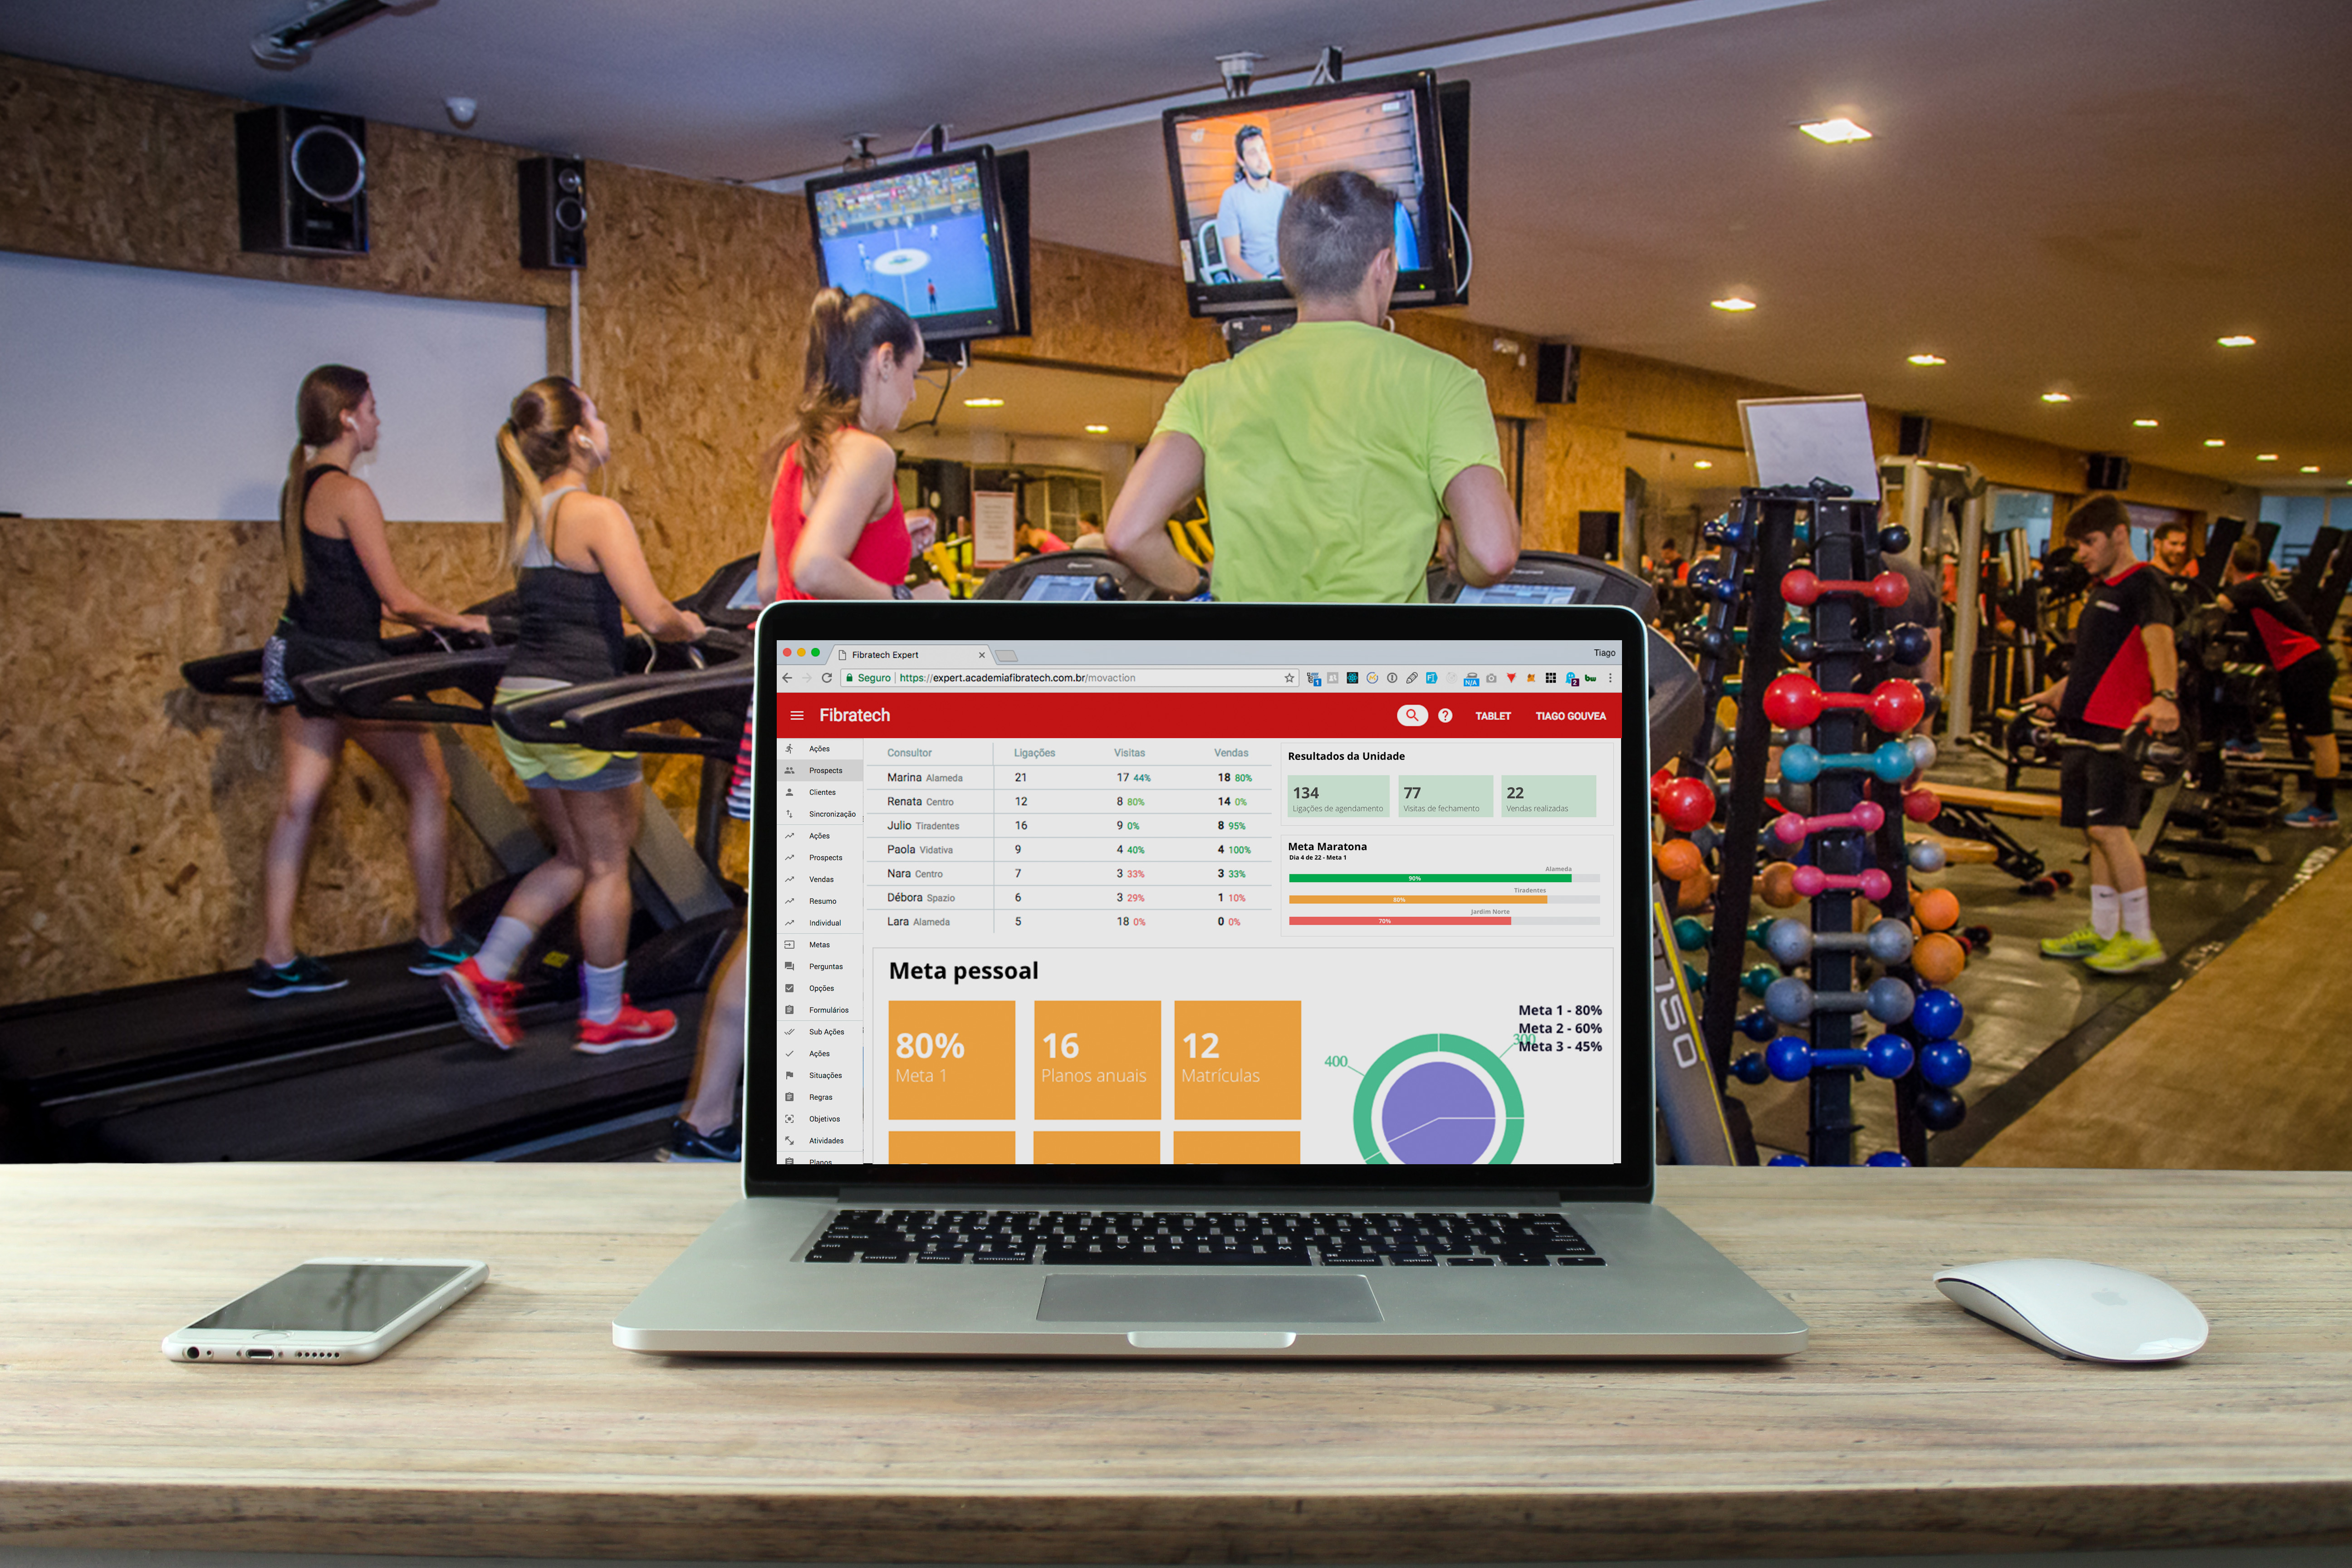 Fibratech Expert
Tiago
Seguro | https://expert.academiafibratech.com.br/movaction
Fibratech
TABLET TIAGO GOUVEA
Ações
Prospects
Clientes
Sincronização
Ações
Prospects
Vendas
Resumo
Individual
Metas
Perguntas
Opções
Formulários
Sub Ações
Ações
Situações
Regras
Objetivos
Atividades
Planos
Consultor Ligações Visitas Vendas
Marina Alameda 21 17 44% 18 80%
Renata Centro 12 8 80% 14 0%
Julio Tiradentes 16 9 0% 8 95%
Paola Vidativa 9 4 40% 4 100%
Nara Centro 7 3 33% 3 33%
Débora Spazio 6 3 29% 1 10%
Lara Alameda 5 18 0% 0 0%
Resultados da Unidade
134 77 22
Ligações de agendamento Visitas de fechamento Vendas realizadas
Meta Maratona
Dia 4 de 22 - Meta 1
Alameda
90%
Tiradentes
80%
Jardim Norte
70%
Meta pessoal
80% 16 12
Meta 1 Planos anuais Matrículas
Meta 1 - 80%
Meta 2 - 60%
300
Meta 3 - 45%
400
150